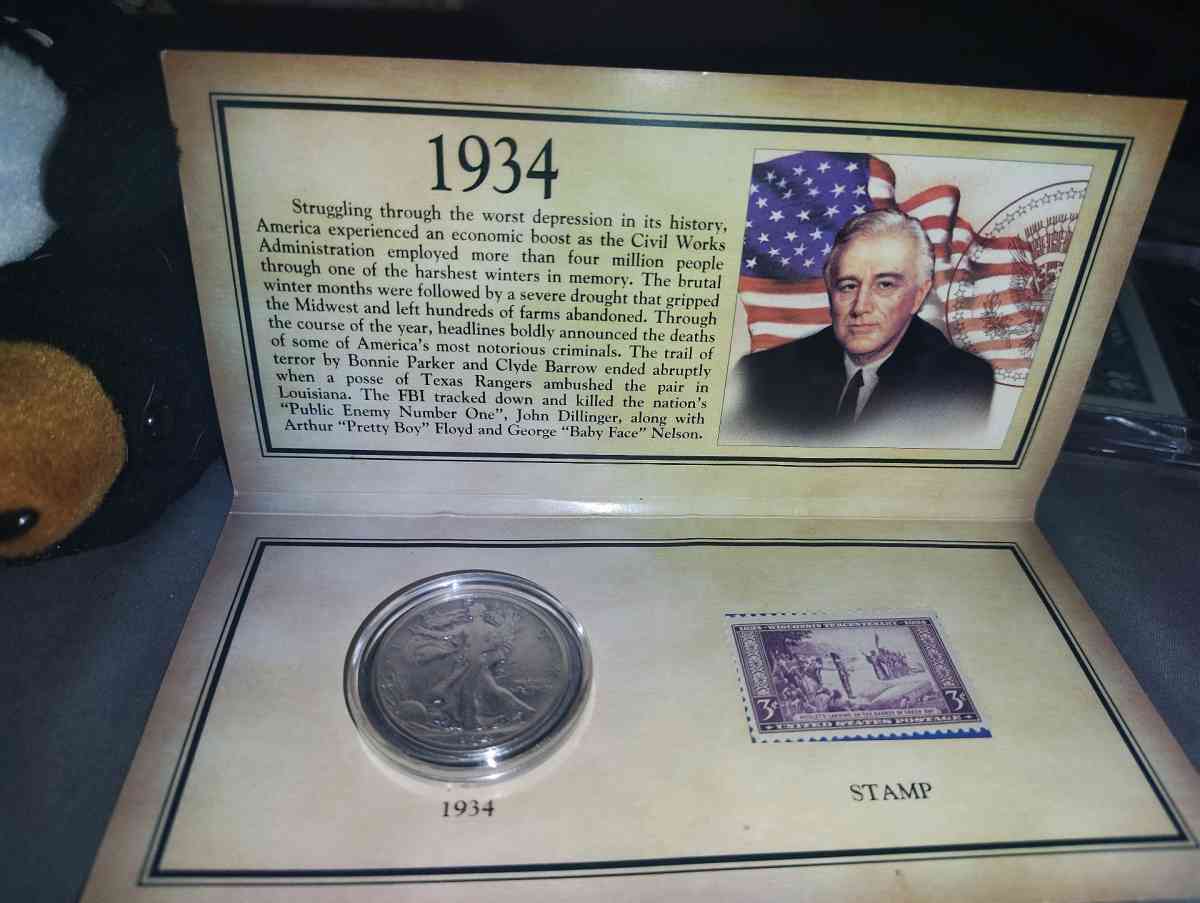 1934
Struggling through the worst depression in its history,
America experienced an economic boost as the Civil Works
Administration employed more than four million people
through one of the harshest winters in memory. The brutal
winter months were followed by a severe drought that gripped
the Midwest and left hundreds of farms abandoned. Through
the course of the year, headlines boldly announced the deaths
of some of America's most notorious criminals. The trail of
terror by Bonnie Parker and Clyde Barrow ended abruptly
when a posse of Texas Rangers ambushed the pair in
Louisiana. The FBI tracked down and killed the nation's
"Public Enemy Number One", John Dillinger, along with
Arthur "Pretty Boy" Floyd and George "Baby Face" Nelson.
1934
1634 · WISCONSIN TERCENTENARY · 1934
3¢ 3¢
UNITED STATES POSTAGE
STAMP